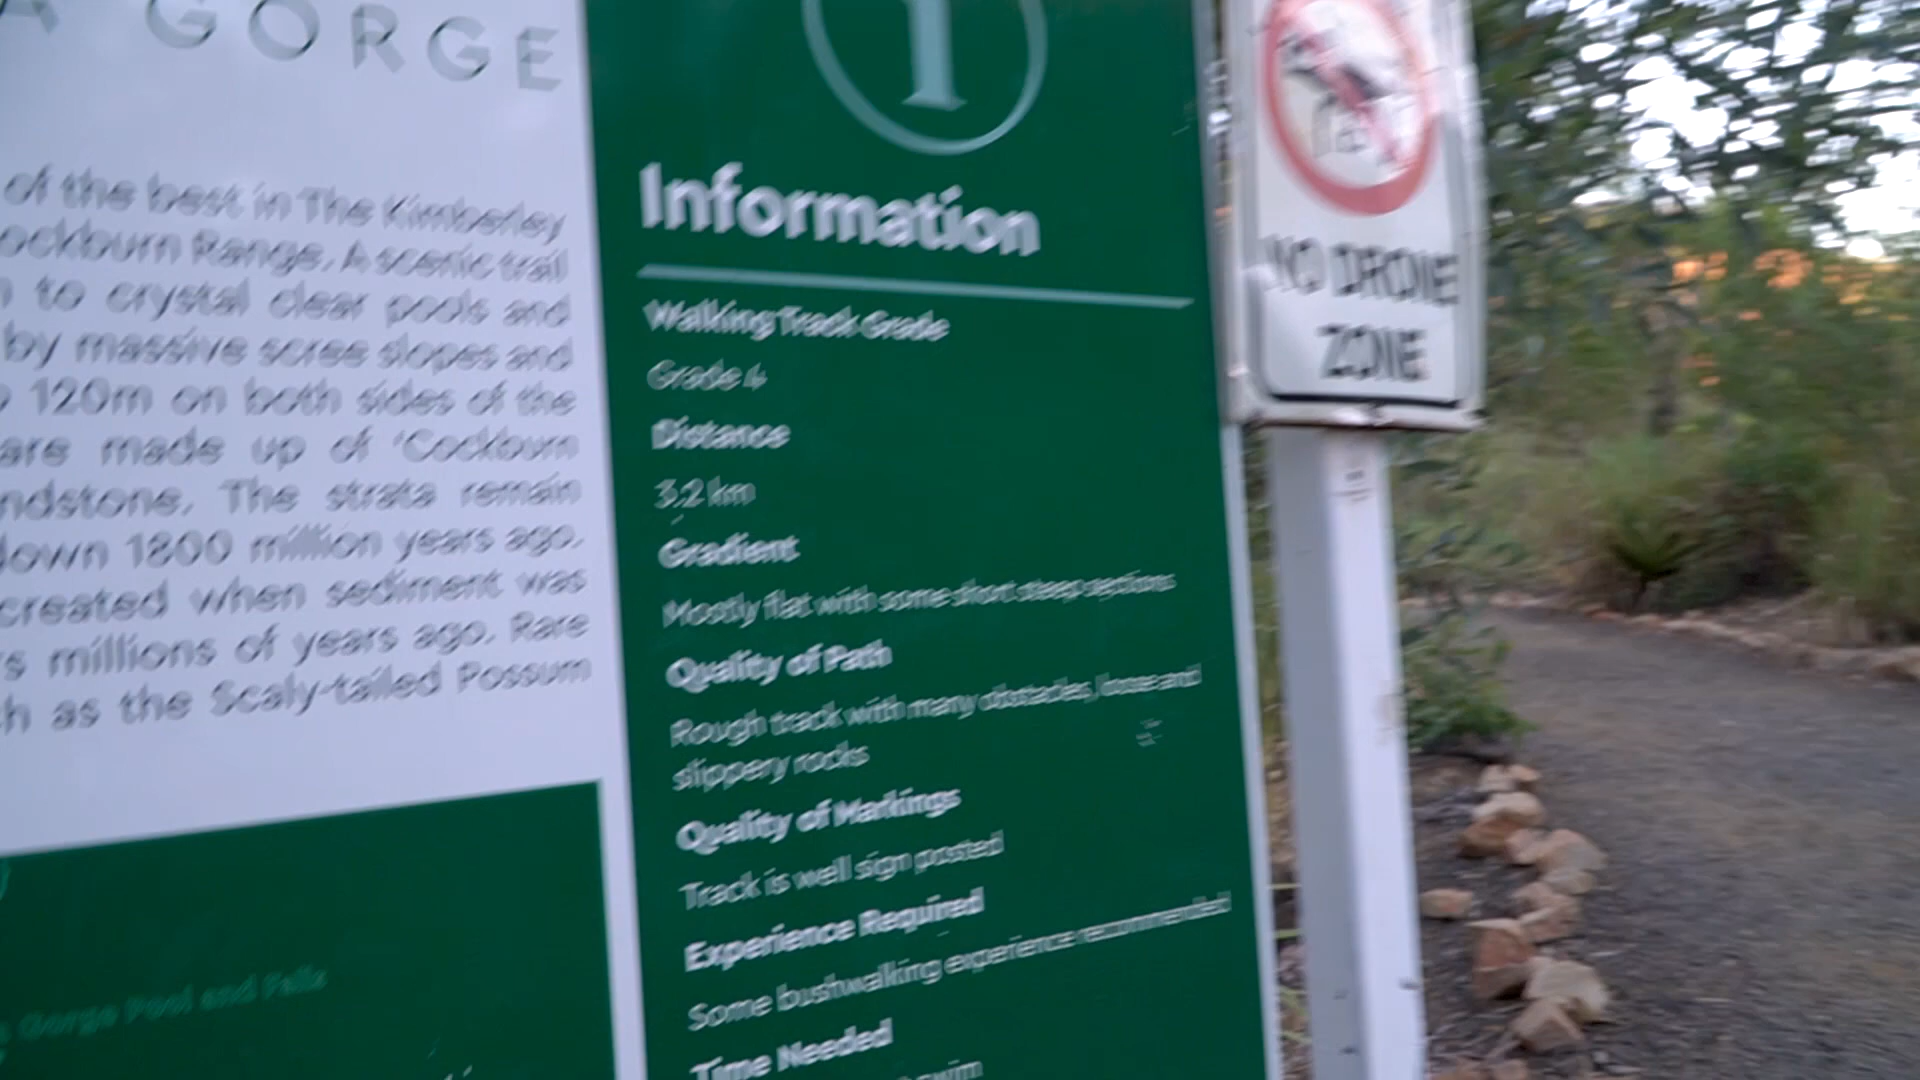 GORGE
of the best in The Kimberley
ockburn Range. A scenic trail
to crystal clear pools and
by massive scree slopes and
120m on both sides of the
are made up of 'Cockburn
ndstone. The strata remain
down 1800 million years ago.
created when sediment was
s millions of years ago. Rare
h as the Scaly-tailed Possum
Gorge Pool and Falls
i
Information
Walking Track Grade
Grade 4
Distance
3.2 km
Gradient
Mostly flat with some short steep sections
Quality of Path
Rough track with many obstacles, loose and
slippery rocks
Quality of Markings
Track is well sign posted
Experience Required
Some bushwalking experience recommended
Time Needed
swim
NO DRONE
ZONE